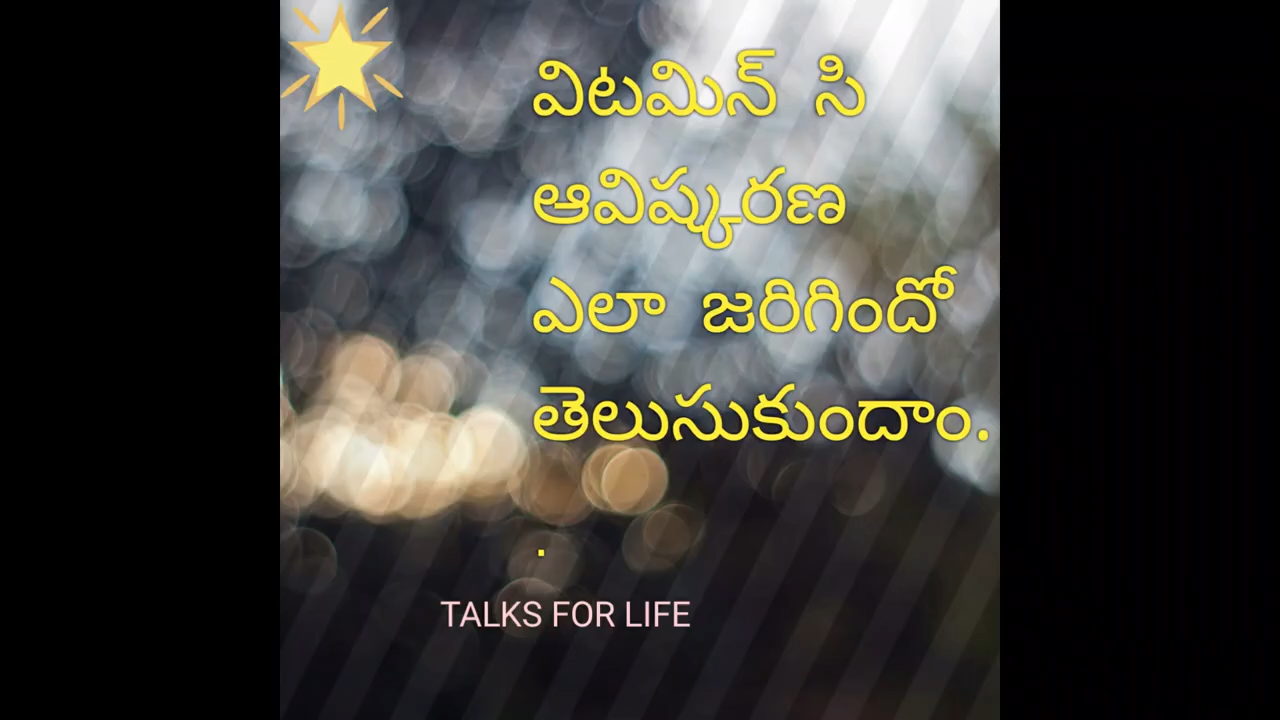 విటమిన్ సి
ఆవిష్కరణ
ఎలా జరిగిందో
తెలుసుకుందాం.
.
TALKS FOR LIFE